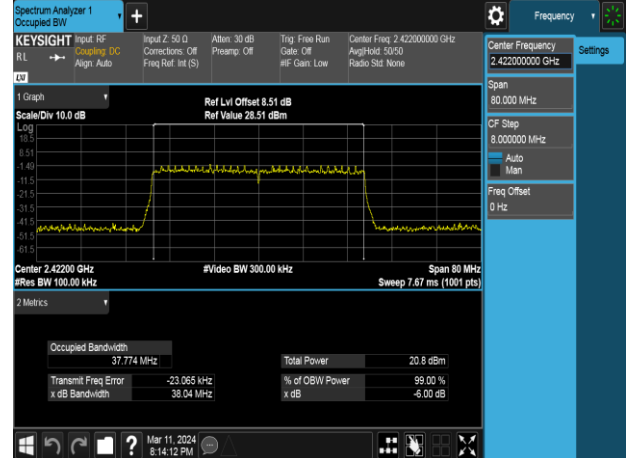 Spectrum Analyzer 1
Occupied BW
+
Frequency
KEYSIGHT
RL
LXI
Input: RF
Coupling: DC
Align: Auto
Input Z: 50 Ω
Corrections: Off
Freq Ref: Int (S)
Atten: 30 dB
Preamp: Off
Trig: Free Run
Gate: Off
#IF Gain: Low
Center Freq: 2.422000000 GHz
Avg|Hold: 50/50
Radio Std: None
Center Frequency
2.422000000 GHz
Settings
Span
80.000 MHz
CF Step
8.000000 MHz
Auto
Man
Freq Offset
0 Hz
1 Graph
Scale/Div 10.0 dB
Ref Lvl Offset 8.51 dB
Ref Value 28.51 dBm
Log
18.5
8.51
-1.49
-11.5
-21.5
-31.5
-41.5
-51.5
-61.5
Center 2.42200 GHz
#Res BW 100.00 kHz
#Video BW 300.00 kHz
Span 80 MHz
Sweep 7.67 ms (1001 pts)
2 Metrics
Occupied Bandwidth
37.774 MHz
Total Power 20.8 dBm
Transmit Freq Error -23.065 kHz
% of OBW Power 99.00 %
x dB Bandwidth 38.04 MHz
x dB -6.00 dB
?
Mar 11, 2024
8:14:12 PM